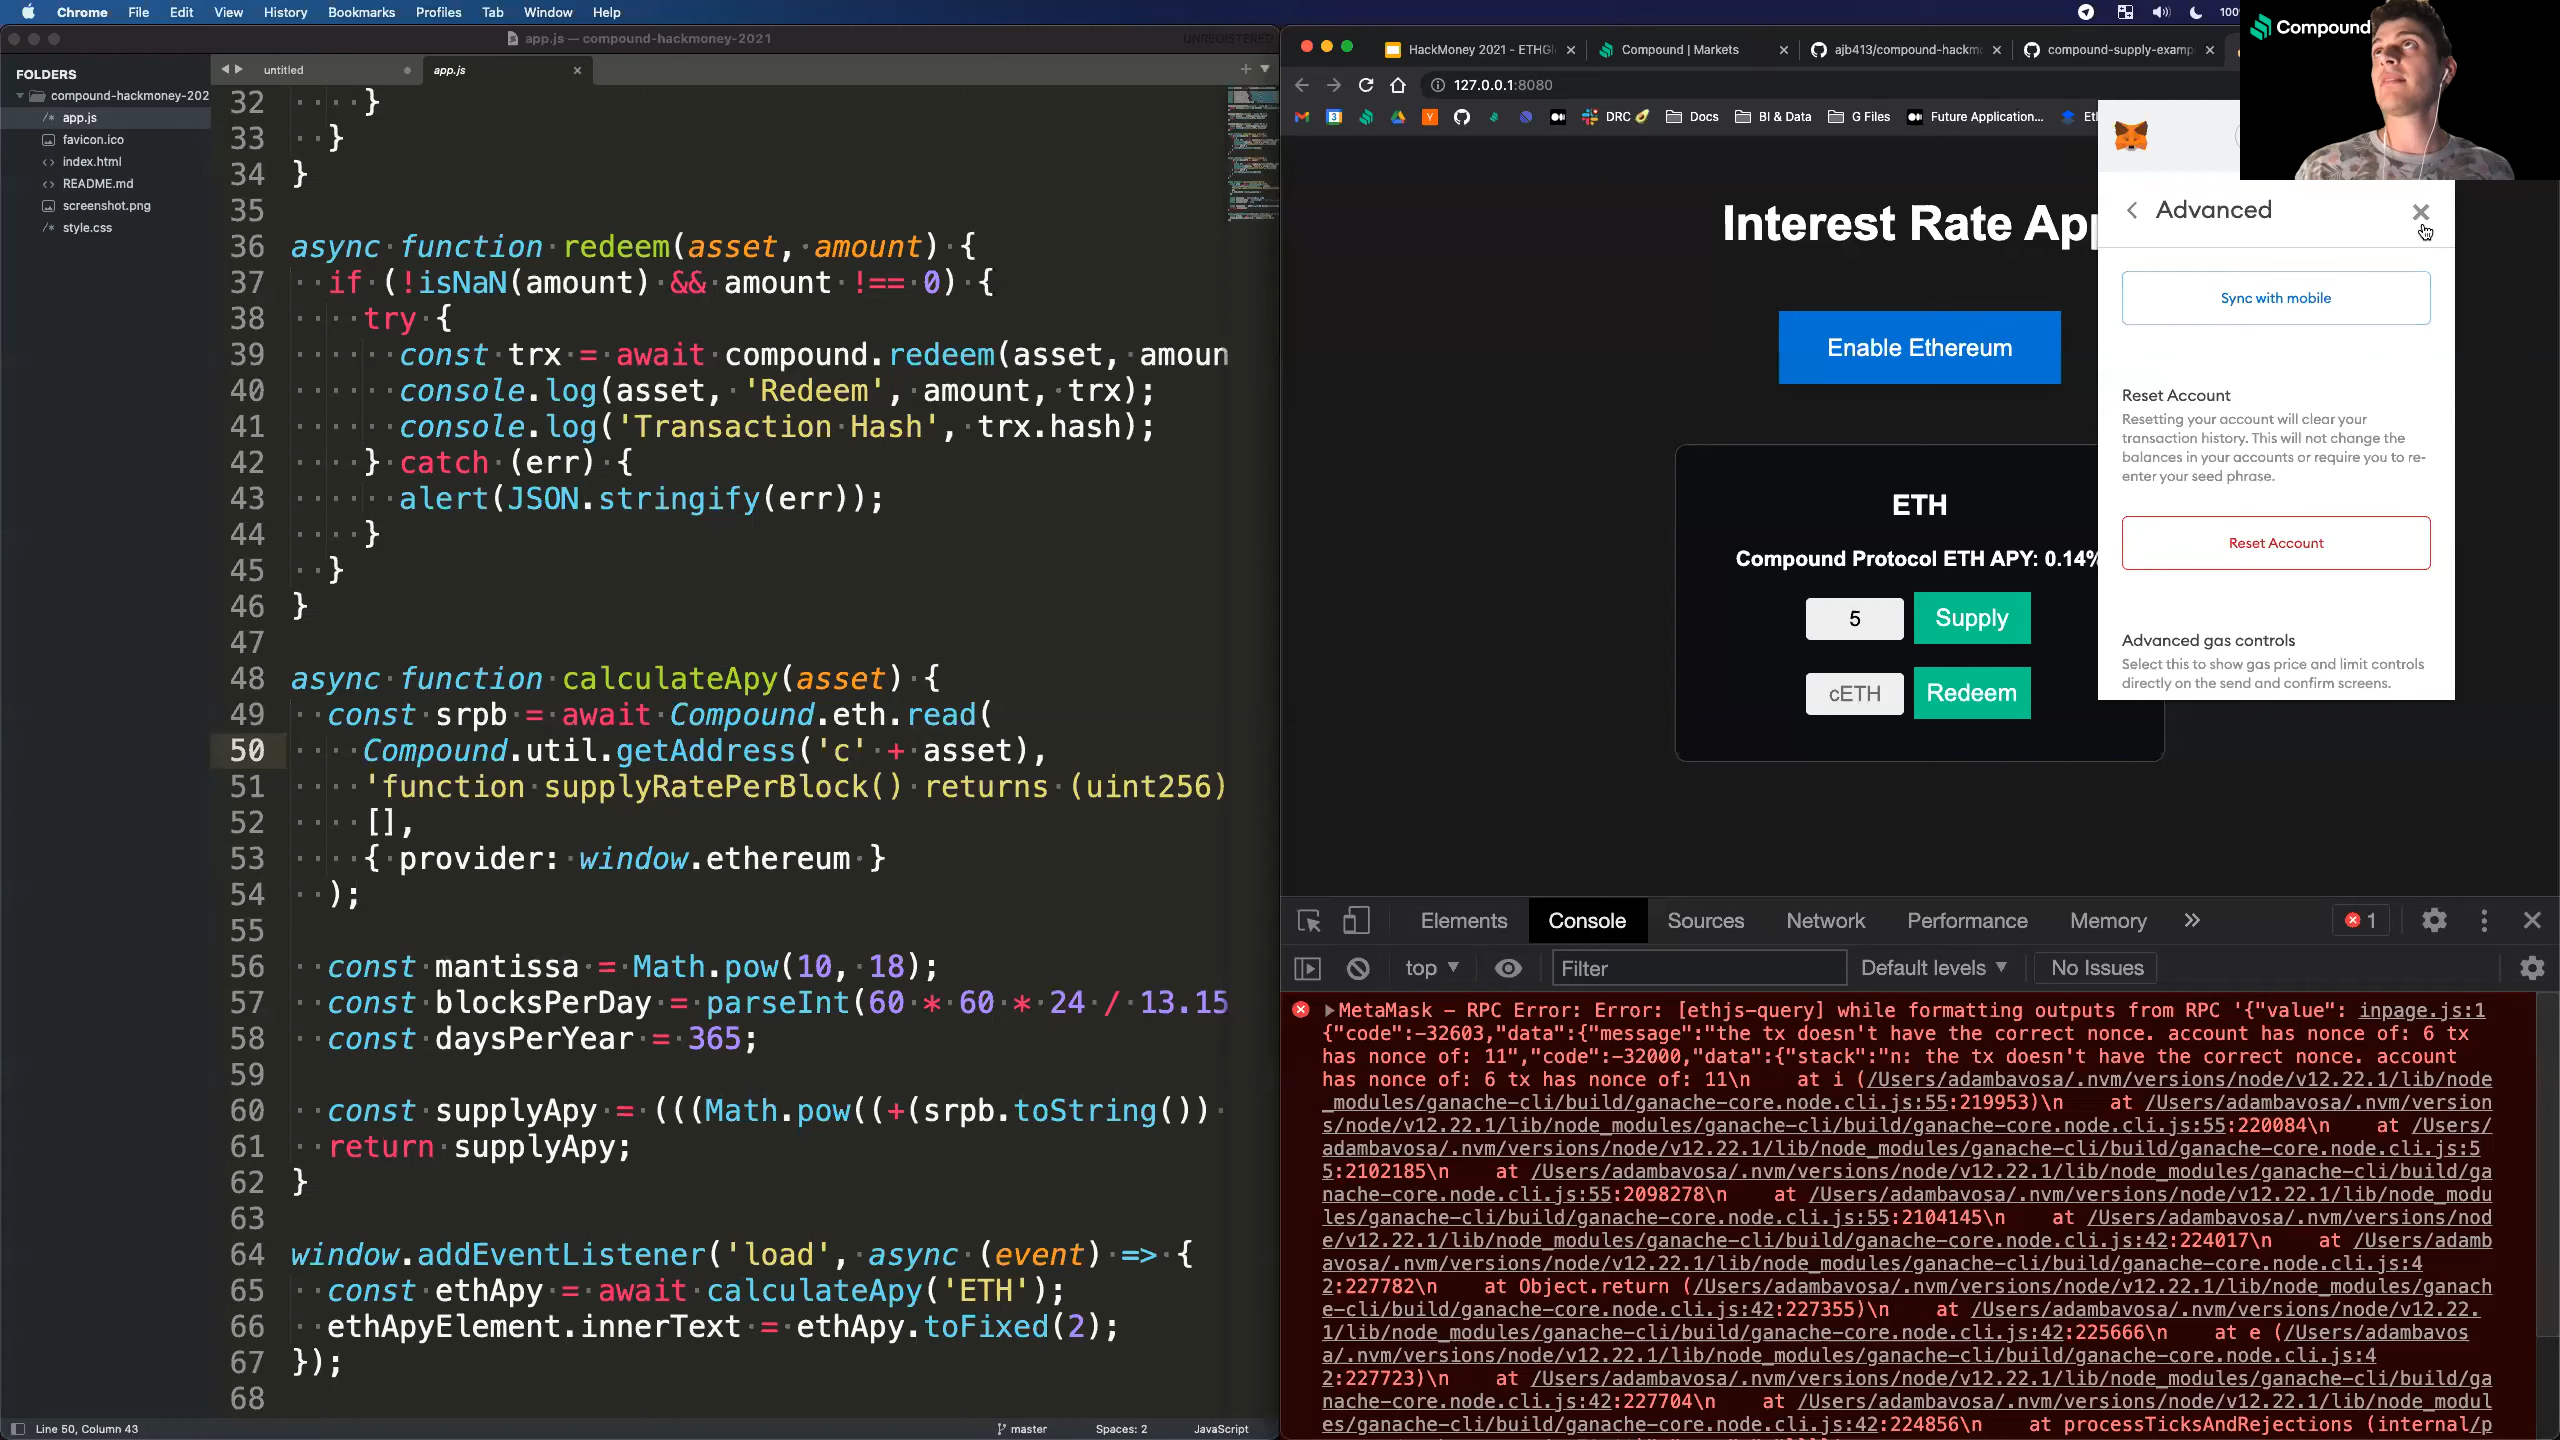 Chrome File Edit View History Bookmarks Profiles Tab Window Help
100
app.js — compound-hackmoney-2021
UNREGISTERED
FOLDERS
compound-hackmoney-202
app.js
favicon.ico
index.html
README.md
screenshot.png
style.css
untitled
app.js
32 }
33 }
34 }
35
36 async function redeem(asset, amount) {
37 if (!isNaN(amount) && amount !== 0) {
38 try {
39 const trx = await compound.redeem(asset, amoun
40 console.log(asset, 'Redeem', amount, trx);
41 console.log('Transaction Hash', trx.hash);
42 } catch (err) {
43 alert(JSON.stringify(err));
44 }
45 }
46 }
47
48 async function calculateApy(asset) {
49 const srpb = await Compound.eth.read(
50 Compound.util.getAddress('c' + asset),
51 'function supplyRatePerBlock() returns (uint256)
52 [],
53 { provider: window.ethereum }
54 );
55
56 const mantissa = Math.pow(10, 18);
57 const blocksPerDay = parseInt(60 * 60 * 24 / 13.15
58 const daysPerYear = 365;
59
60 const supplyApy = (((Math.pow((+(srpb.toString())
61 return supplyApy;
62 }
63
64 window.addEventListener('load', async (event) => {
65 const ethApy = await calculateApy('ETH');
66 ethApyElement.innerText = ethApy.toFixed(2);
67 });
68
Line 50, Column 43
master
Spaces: 2
JavaScript
HackMoney 2021 - ETHGl
Compound | Markets
ajb413/compound-hackm
compound-supply-examp
127.0.0.1:8080
DRC
Docs
BI & Data
G Files
Future Application...
Compound
Interest Rate Ap
Enable Ethereum
ETH
Compound Protocol ETH APY: 0.14%
5
Supply
cETH
Redeem
Advanced
Sync with mobile
Reset Account
Resetting your account will clear your
transaction history. This will not change the
balances in your accounts or require you to re-
enter your seed phrase.
Reset Account
Advanced gas controls
Select this to show gas price and limit controls
directly on the send and confirm screens.
Elements Console Sources Network Performance Memory
1
top
Filter
Default levels
No Issues
MetaMask – RPC Error: Error: [ethjs-query] while formatting outputs from RPC '{"value": inpage.js:1
{"code":-32603,"data":{"message":"the tx doesn't have the correct nonce. account has nonce of: 6 tx
has nonce of: 11","code":-32000,"data":{"stack":"n: the tx doesn't have the correct nonce. account
has nonce of: 6 tx has nonce of: 11\n at i (/Users/adambavosa/.nvm/versions/node/v12.22.1/lib/node
_modules/ganache-cli/build/ganache-core.node.cli.js:55:219953)\n at /Users/adambavosa/.nvm/version
s/node/v12.22.1/lib/node_modules/ganache-cli/build/ganache-core.node.cli.js:55:220084\n at /Users/
adambavosa/.nvm/versions/node/v12.22.1/lib/node_modules/ganache-cli/build/ganache-core.node.cli.js:5
5:2102185\n at /Users/adambavosa/.nvm/versions/node/v12.22.1/lib/node_modules/ganache-cli/build/ga
nache-core.node.cli.js:55:2098278\n at /Users/adambavosa/.nvm/versions/node/v12.22.1/lib/node_modu
les/ganache-cli/build/ganache-core.node.cli.js:55:2104145\n at /Users/adambavosa/.nvm/versions/nod
e/v12.22.1/lib/node_modules/ganache-cli/build/ganache-core.node.cli.js:42:224017\n at /Users/adamb
avosa/.nvm/versions/node/v12.22.1/lib/node_modules/ganache-cli/build/ganache-core.node.cli.js:4
2:227782\n at Object.return (/Users/adambavosa/.nvm/versions/node/v12.22.1/lib/node_modules/ganach
e-cli/build/ganache-core.node.cli.js:42:227355)\n at /Users/adambavosa/.nvm/versions/node/v12.22.
1/lib/node_modules/ganache-cli/build/ganache-core.node.cli.js:42:225666\n at e (/Users/adambavos
a/.nvm/versions/node/v12.22.1/lib/node_modules/ganache-cli/build/ganache-core.node.cli.js:4
2:227723)\n at /Users/adambavosa/.nvm/versions/node/v12.22.1/lib/node_modules/ganache-cli/build/ga
nache-core.node.cli.js:42:227704\n at /Users/adambavosa/.nvm/versions/node/v12.22.1/lib/node_modul
es/ganache-cli/build/ganache-core.node.cli.js:42:224856\n at processTicksAndRejections (internal/p